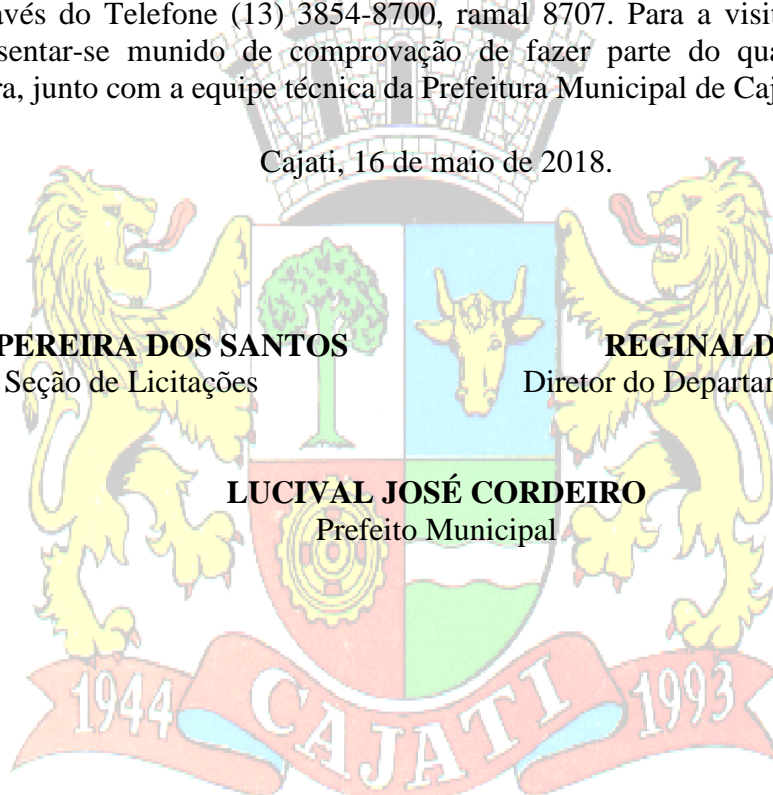 avés do Telefone (13) 3854-8700, ramal 8707. Para a visit
sentar-se munido de comprovação de fazer parte do qua
ra, junto com a equipe técnica da Prefeitura Municipal de Caj
Cajati, 16 de maio de 2018.
PEREIRA DOS SANTOS
Seção de Licitações
REGINALD
Diretor do Departar
LUCIVAL JOSÉ CORDEIRO
Prefeito Municipal
1944 CAJATI 1993